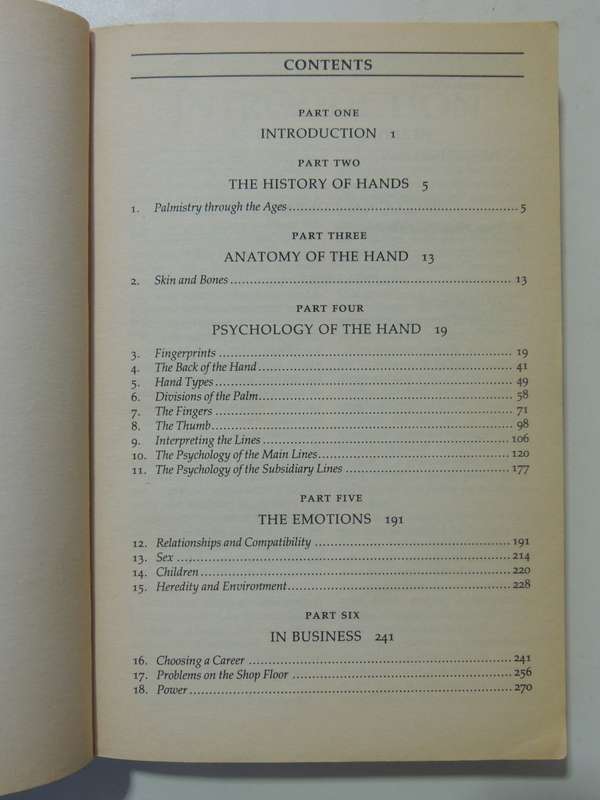 CONTENTS
PART ONE
INTRODUCTION 1
PART TWO
THE HISTORY OF HANDS 5
1. Palmistry through the Ages ........ 5
PART THREE
ANATOMY OF THE HAND 13
2. Skin and Bones ........ 13
PART FOUR
PSYCHOLOGY OF THE HAND 19
3. Fingerprints ........ 19
4. The Back of the Hand ........ 41
5. Hand Types ........ 49
6. Divisions of the Palm ........ 58
7. The Fingers ........ 71
8. The Thumb ........ 98
9. Interpreting the Lines ........ 106
10. The Psychology of the Main Lines ........ 120
11. The Psychology of the Subsidiary Lines ........ 177
PART FIVE
THE EMOTIONS 191
12. Relationships and Compatibility ........ 191
13. Sex ........ 214
14. Children ........ 220
15. Heredity and Environment ........ 228
PART SIX
IN BUSINESS 241
16. Choosing a Career ........ 241
17. Problems on the Shop Floor ........ 256
18. Power ........ 270